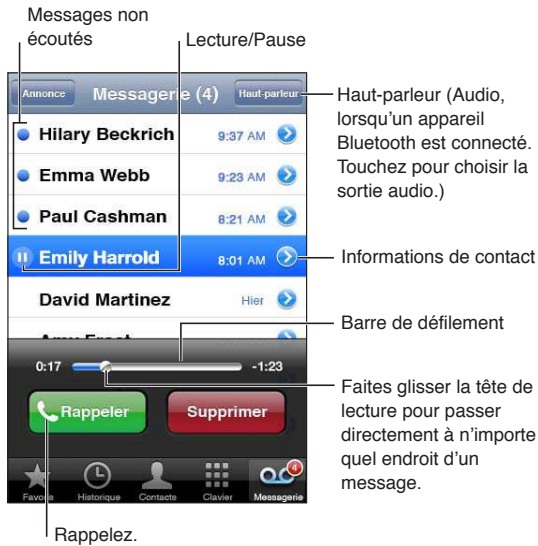 Messages non
écoutés
Lecture/Pause
Annonce Messagerie (4) Haut-parleur
Hilary Beckrich 9:37 AM
Emma Webb 9:23 AM
Paul Cashman 8:21 AM
Emily Harrold 8:01 AM
David Martinez Hier
Amy Frost
0:17 -1:23
Rappeler Supprimer
4
Favoris Historique Contacts Clavier Messagerie
Haut-parleur (Audio,
lorsqu'un appareil
Bluetooth est connecté.
Touchez pour choisir la
sortie audio.)
Informations de contact
Barre de défilement
Faites glisser la tête de
lecture pour passer
directement à n'importe
quel endroit d'un
message.
Rappelez.